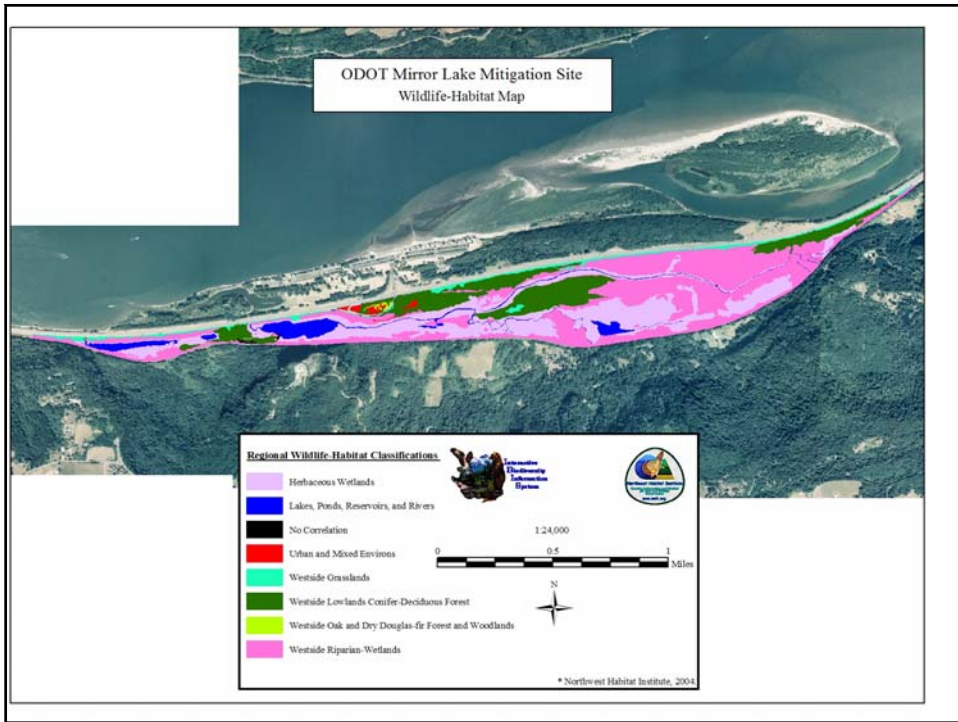 ODOT Mirror Lake Mitigation Site
Wildlife-Habitat Map
Regional Wildlife-Habitat Classifications
Herbaceous Wetlands
Lakes, Ponds, Reservoirs, and Rivers
No Correlation
Urban and Mixed Environs
Westside Grasslands
Westside Lowlands Conifer-Deciduous Forest
Westside Oak and Dry Douglas-fir Forest and Woodlands
Westside Riparian-Wetlands
Interactive
Biodiversity
Information
System
Northwest Habitat Institute
1:24,000
0 0.5 1
Miles
N
* Northwest Habitat Institute, 2004.